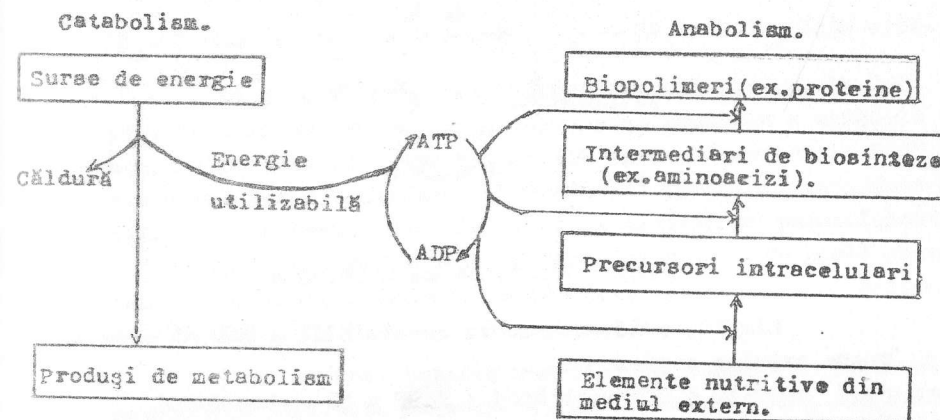 Catabolism.
Surse de energie
Căldură
Energie
utilizabilă
Produşi de metabolism
ATP
ADP
Anabolism.
Biopolimeri(ex.proteine)
Intermediari de biosinteze
(ex.aminoacizi).
Precursori intracelulari
Elemente nutritive din
mediul extern.